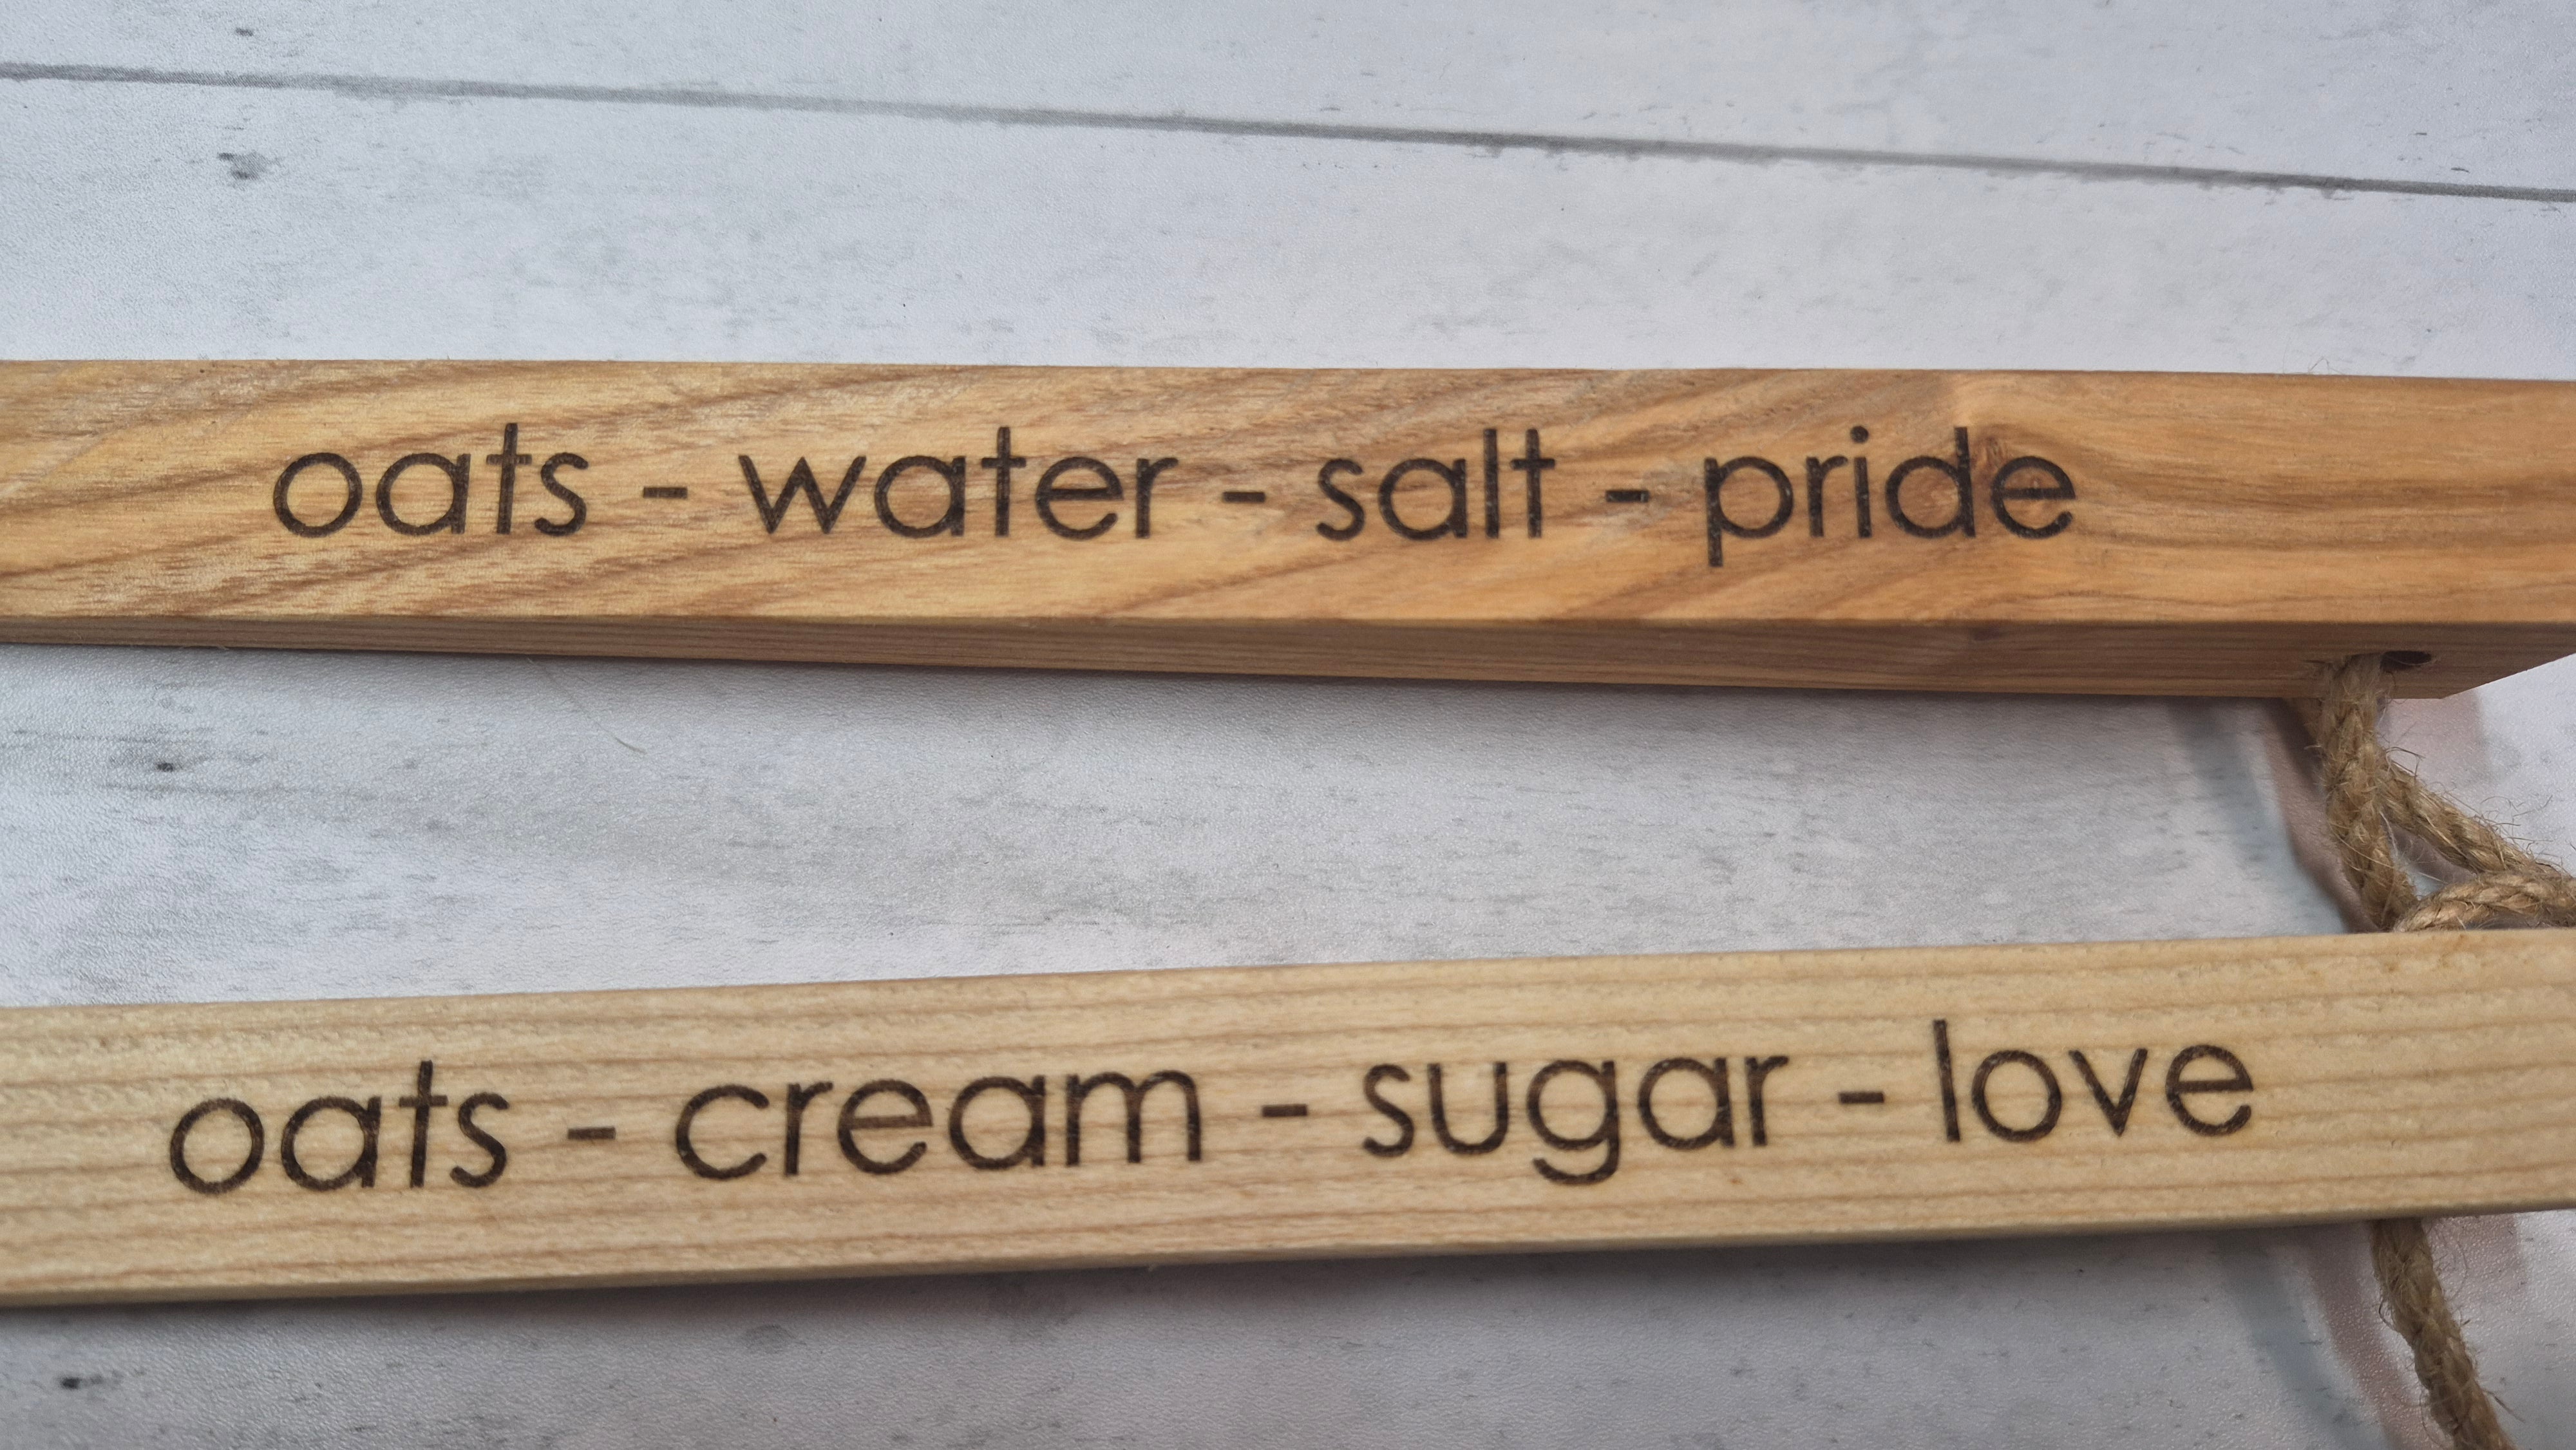 oats - water - salt - pride
oats - cream - sugar - love